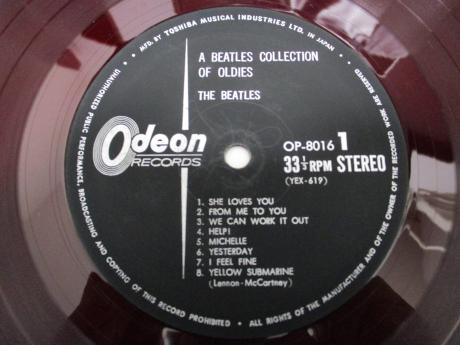 MFD. BY TOSHIBA MUSICAL INDUSTRIES LTD. IN JAPAN.
A BEATLES COLLECTION
OF OLDIES
THE BEATLES
Odeon
RECORDS
OP-8016 1
33⅓ RPM STEREO
(YEX-619)
1. SHE LOVES YOU
2. FROM ME TO YOU
3. WE CAN WORK IT OUT
4. HELP!
5. MICHELLE
6. YESTERDAY
7. I FEEL FINE
8. YELLOW SUBMARINE
(Lennon-McCartney)
ALL RIGHTS OF THE MANUFACTURER AND OF THE OWNER OF THE RECORDED WORK ARE RESERVED
UNAUTHORIZED PUBLIC PERFORMANCE, BROADCASTING AND COPYING OF THIS RECORD PROHIBITED